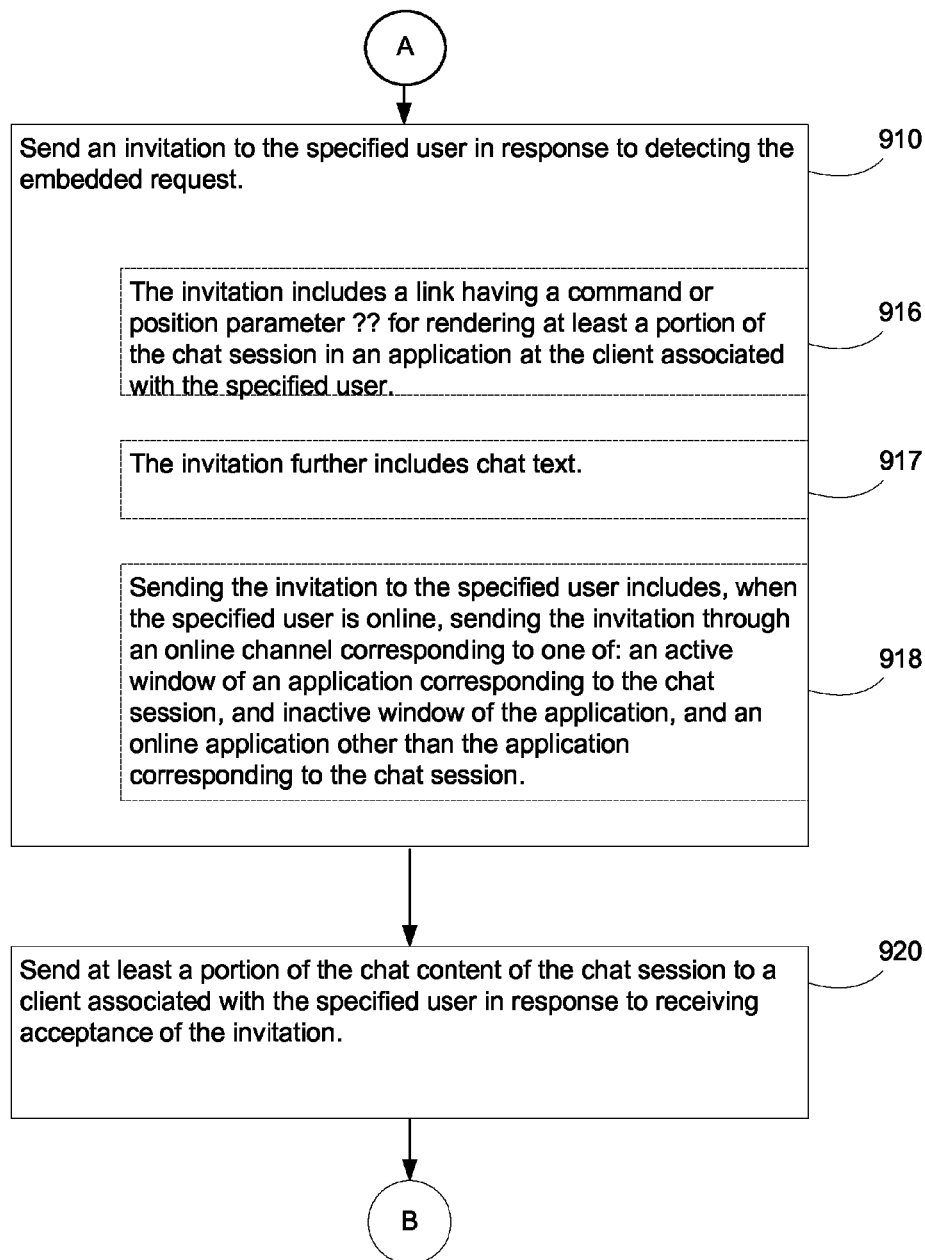 A
Send an invitation to the specified user in response to detecting the
embedded request.
910
The invitation includes a link having a command or
position parameter ?? for rendering at least a portion of
the chat session in an application at the client associated
with the specified user.
916
The invitation further includes chat text.
917
Sending the invitation to the specified user includes, when
the specified user is online, sending the invitation through
an online channel corresponding to one of: an active
window of an application corresponding to the chat
session, and inactive window of the application, and an
online application other than the application
corresponding to the chat session.
918
Send at least a portion of the chat content of the chat session to a
client associated with the specified user in response to receiving
acceptance of the invitation.
920
B